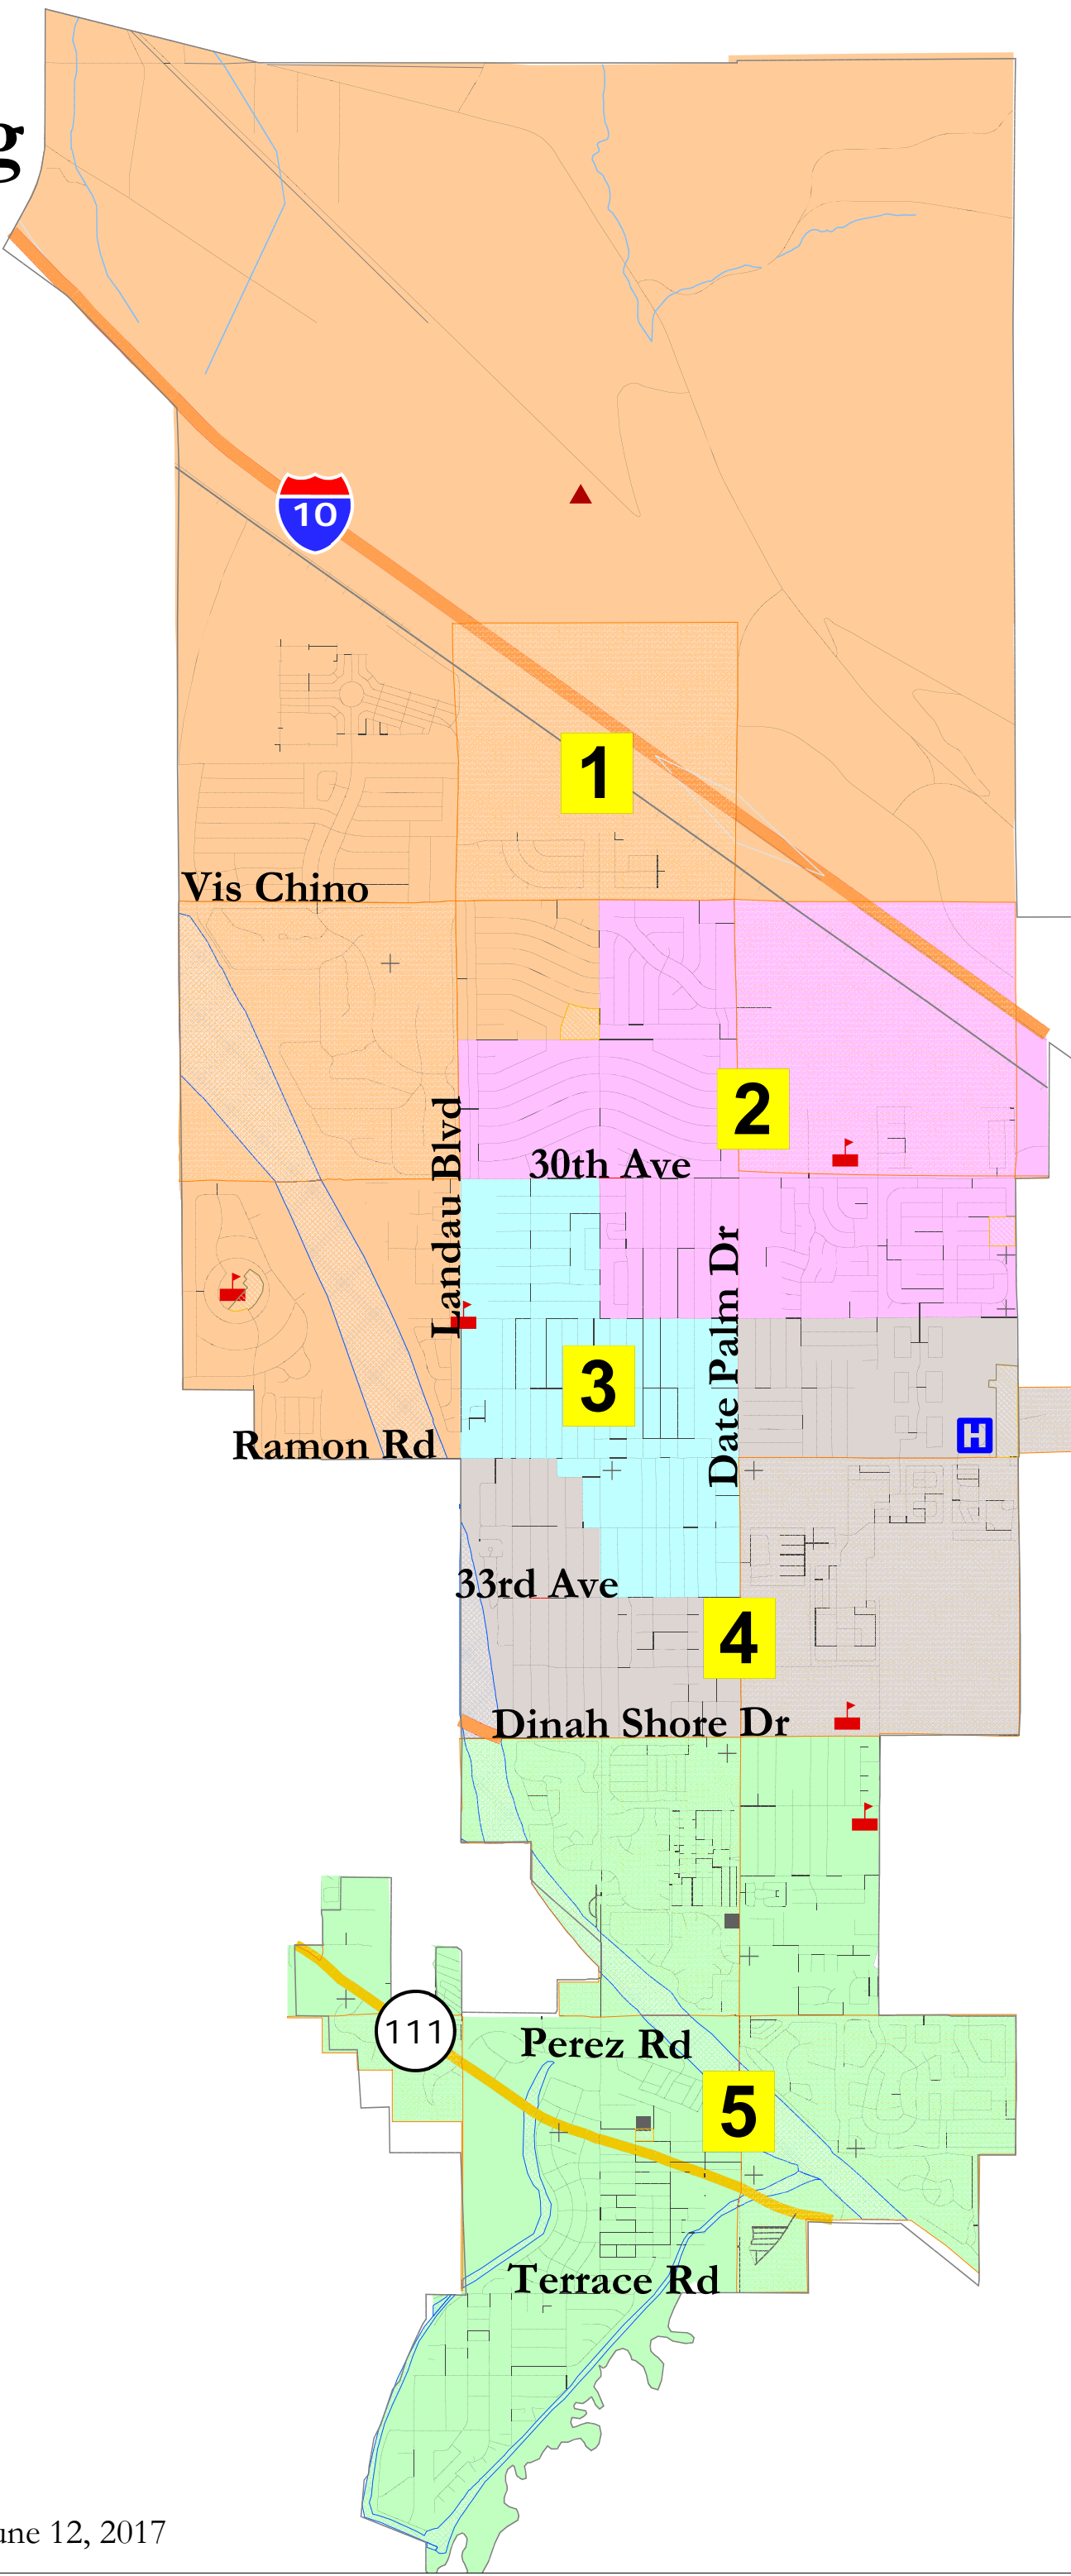 g
10
1
Vis Chino
2
Landau Blvd
30th Ave
Date Palm Dr
3
H
Ramon Rd
33rd Ave
4
Dinah Shore Dr
111
Perez Rd
5
Terrace Rd
une 12, 2017